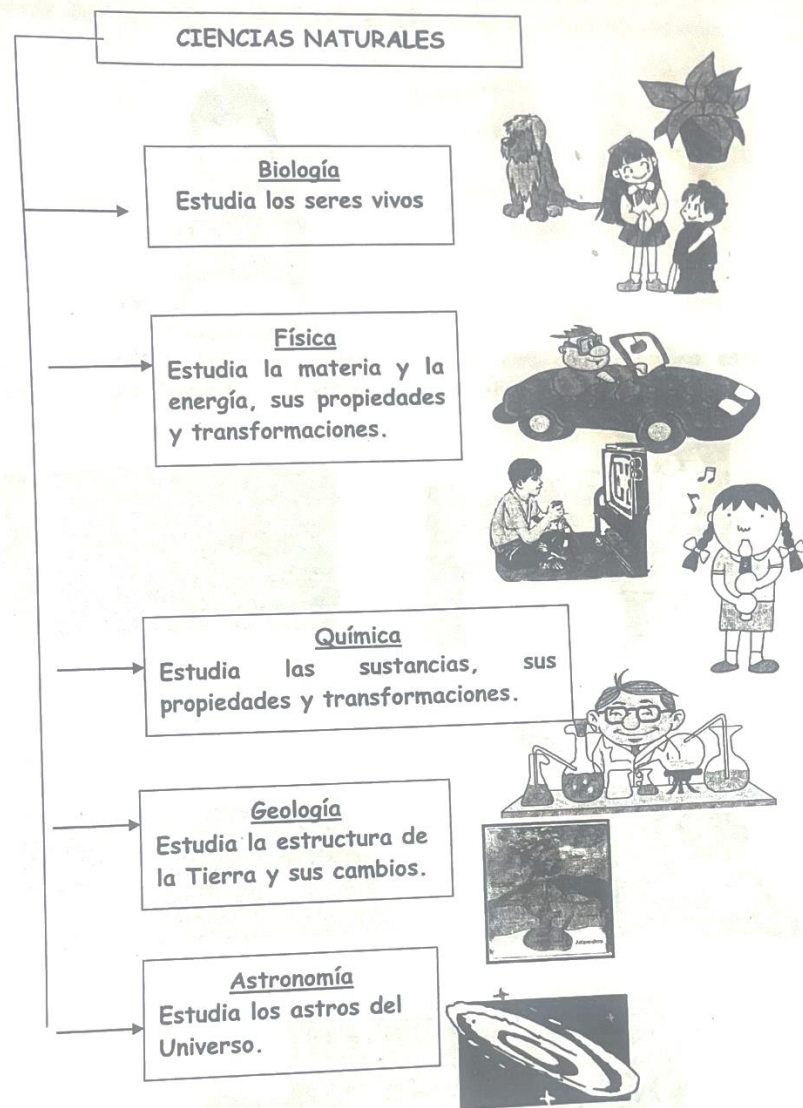 CIENCIAS NATURALES
Biología
Estudia los seres vivos
Física
Estudia la materia y la
energía, sus propiedades
y transformaciones.
Química
Estudia las sustancias, sus
propiedades y transformaciones.
Geología
Estudia la estructura de
la Tierra y sus cambios.
Astronomía
Estudia los astros del
Universo.